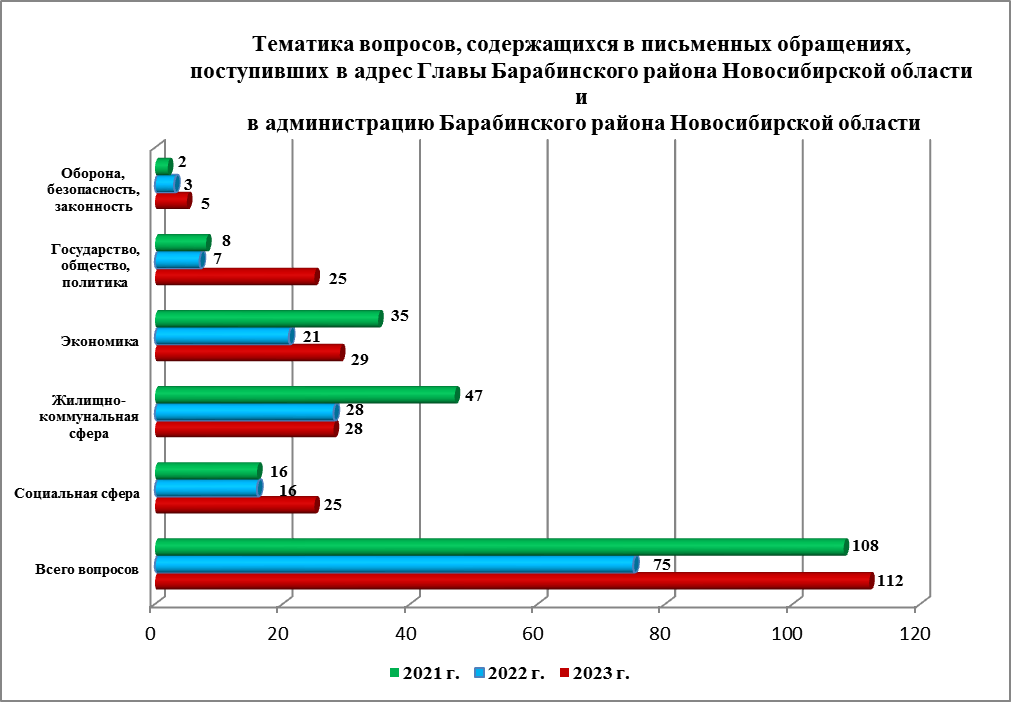 Тематика вопросов, содержащихся в письменных обращениях,
поступивших в адрес Главы Барабинского района Новосибирской области
и
в администрацию Барабинского района Новосибирской области
Оборона,
безопасность,
законность
2
3
5
Государство,
общество,
политика
8
7
25
Экономика
35
21
29
Жилищно-
коммунальная
сфера
47
28
28
Социальная сфера
16
16
25
Всего вопросов
108
75
112
0 20 40 60 80 100 120
2021 г. 2022 г. 2023 г.